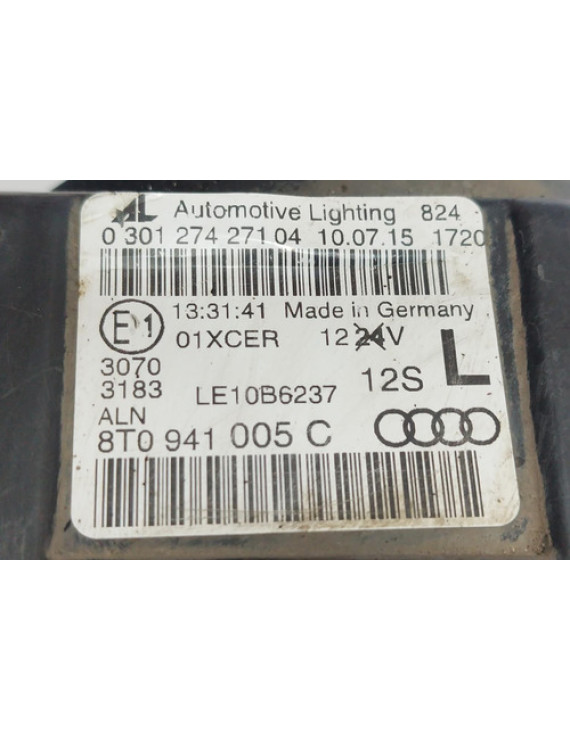 AL Automotive Lighting 824
0 301 274 271 04 10.07.15 1720
13:31:41 Made in Germany
E1 01XCER 12 24V
3070
3183 LE10B6237 12S L
ALN
8T0 941 005 C